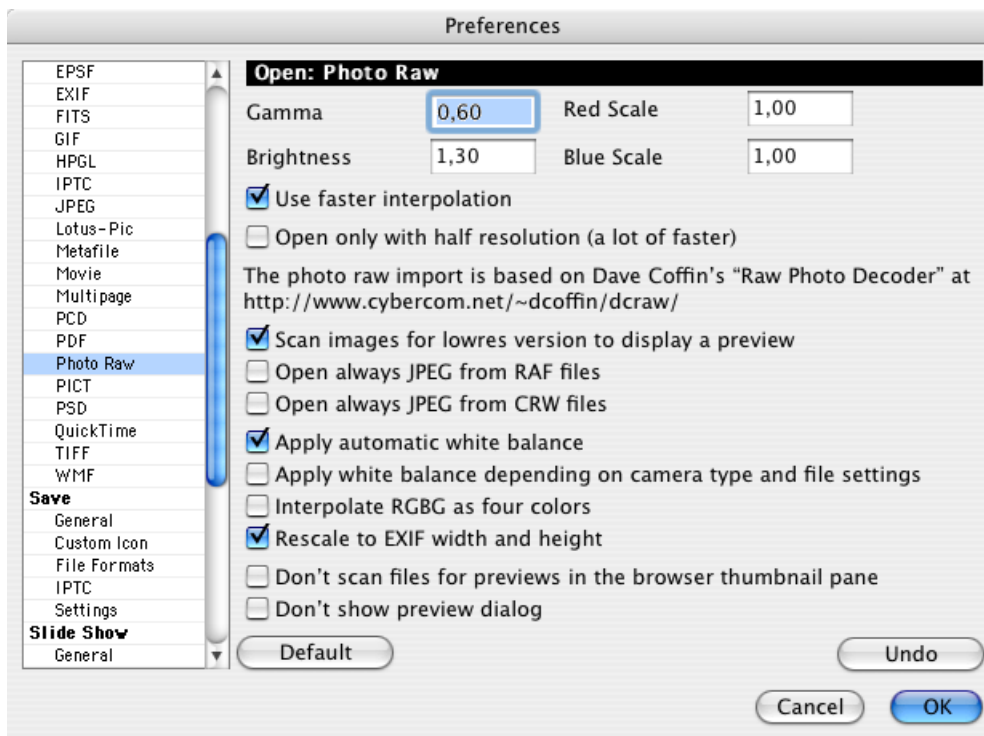 Preferences
EPSF
EXIF
FITS
GIF
HPGL
IPTC
JPEG
Lotus-Pic
Metafile
Movie
Multipage
PCD
PDF
Photo Raw
PICT
PSD
QuickTime
TIFF
WMF
Save
General
Custom Icon
File Formats
IPTC
Settings
Slide Show
General
Open: Photo Raw
Gamma 0,60 Red Scale 1,00
Brightness 1,30 Blue Scale 1,00
Use faster interpolation
Open only with half resolution (a lot of faster)
The photo raw import is based on Dave Coffin's “Raw Photo Decoder” at
http://www.cybercom.net/~dcoffin/dcraw/
Scan images for lowres version to display a preview
Open always JPEG from RAF files
Open always JPEG from CRW files
Apply automatic white balance
Apply white balance depending on camera type and file settings
Interpolate RGBG as four colors
Rescale to EXIF width and height
Don't scan files for previews in the browser thumbnail pane
Don't show preview dialog
Default Undo
Cancel OK